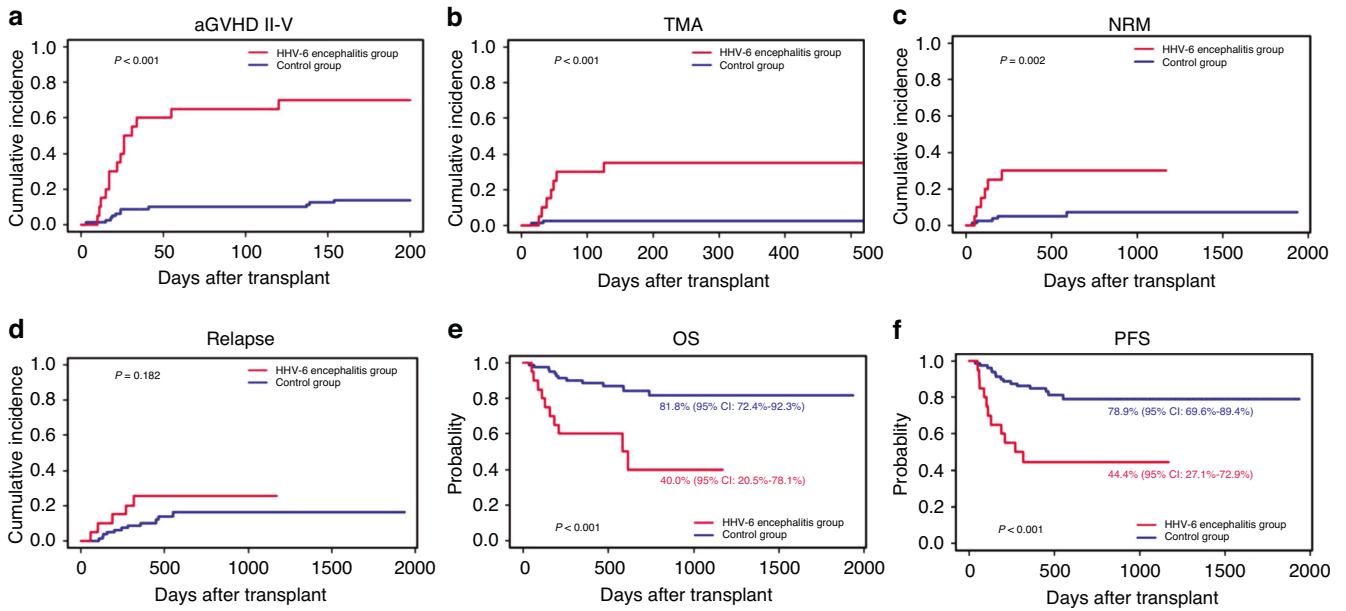 a
aGVHD II-V
Cumulative incidence
1.0
0.8
0.6
0.4
0.2
0.0
P < 0.001
HHV-6 encephalitis group
Control group
0 50 100 150 200
Days after transplant
b
TMA
Cumulative incidence
1.0
0.8
0.6
0.4
0.2
0.0
P < 0.001
HHV-6 encephalitis group
Control group
0 100 200 300 400 500
Days after transplant
c
NRM
Cumulative incidence
1.0
0.8
0.6
0.4
0.2
0.0
P = 0.002
HHV-6 encephalitis group
Control group
0 500 1000 1500 2000
Days after transplant
d
Relapse
Cumulative incidence
1.0
0.8
0.6
0.4
0.2
0.0
P = 0.182
HHV-6 encephalitis group
Control group
0 500 1000 1500 2000
Days after transplant
e
OS
Probablity
1.0
0.8
0.6
0.4
0.2
0.0
81.8% (95% CI: 72.4%-92.3%)
40.0% (95% CI: 20.5%-78.1%)
P < 0.001
HHV-6 encephalitis group
Control group
0 500 1000 1500 2000
Days after transplant
f
PFS
Probablity
1.0
0.8
0.6
0.4
0.2
0.0
78.9% (95% CI: 69.6%-89.4%)
44.4% (95% CI: 27.1%-72.9%)
P < 0.001
HHV-6 encephalitis group
Control group
0 500 1000 1500 2000
Days after transplant